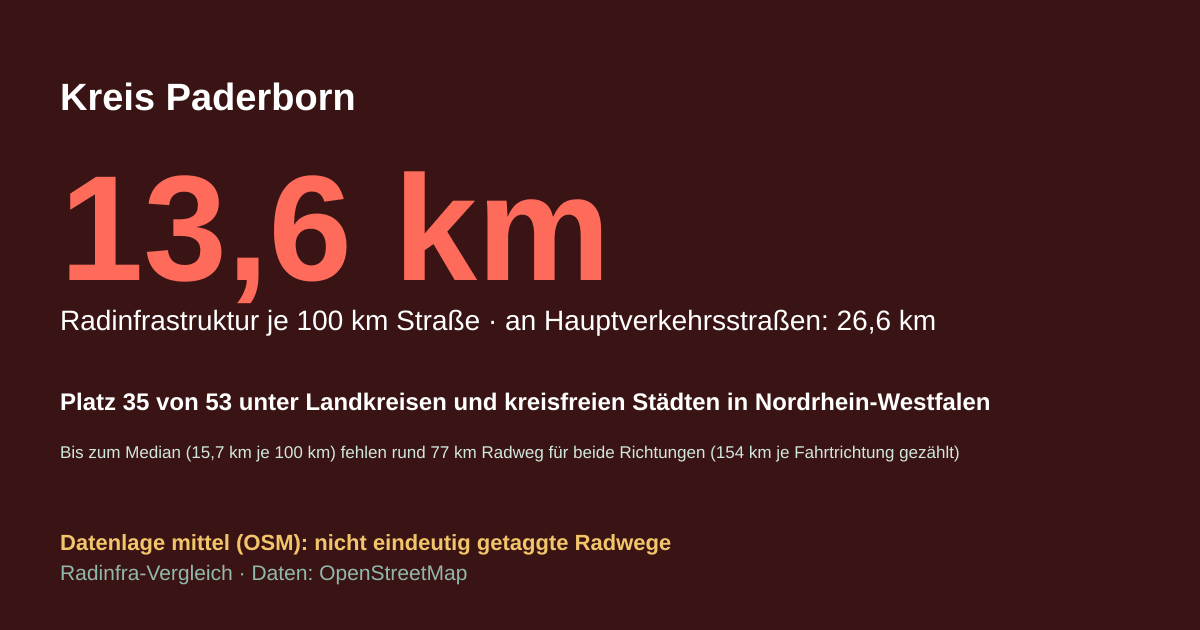 Kreis Paderborn
13,6 km
Radinfrastruktur je 100 km Straße · an Hauptverkehrsstraßen: 26,6 km
Platz 35 von 53 unter Landkreisen und kreisfreien Städten in Nordrhein-Westfalen
Bis zum Median (15,7 km je 100 km) fehlen rund 77 km Radweg für beide Richtungen (154 km je Fahrtrichtung gezählt)
Datenlage mittel (OSM): nicht eindeutig getaggte Radwege
Radinfra-Vergleich · Daten: OpenStreetMap